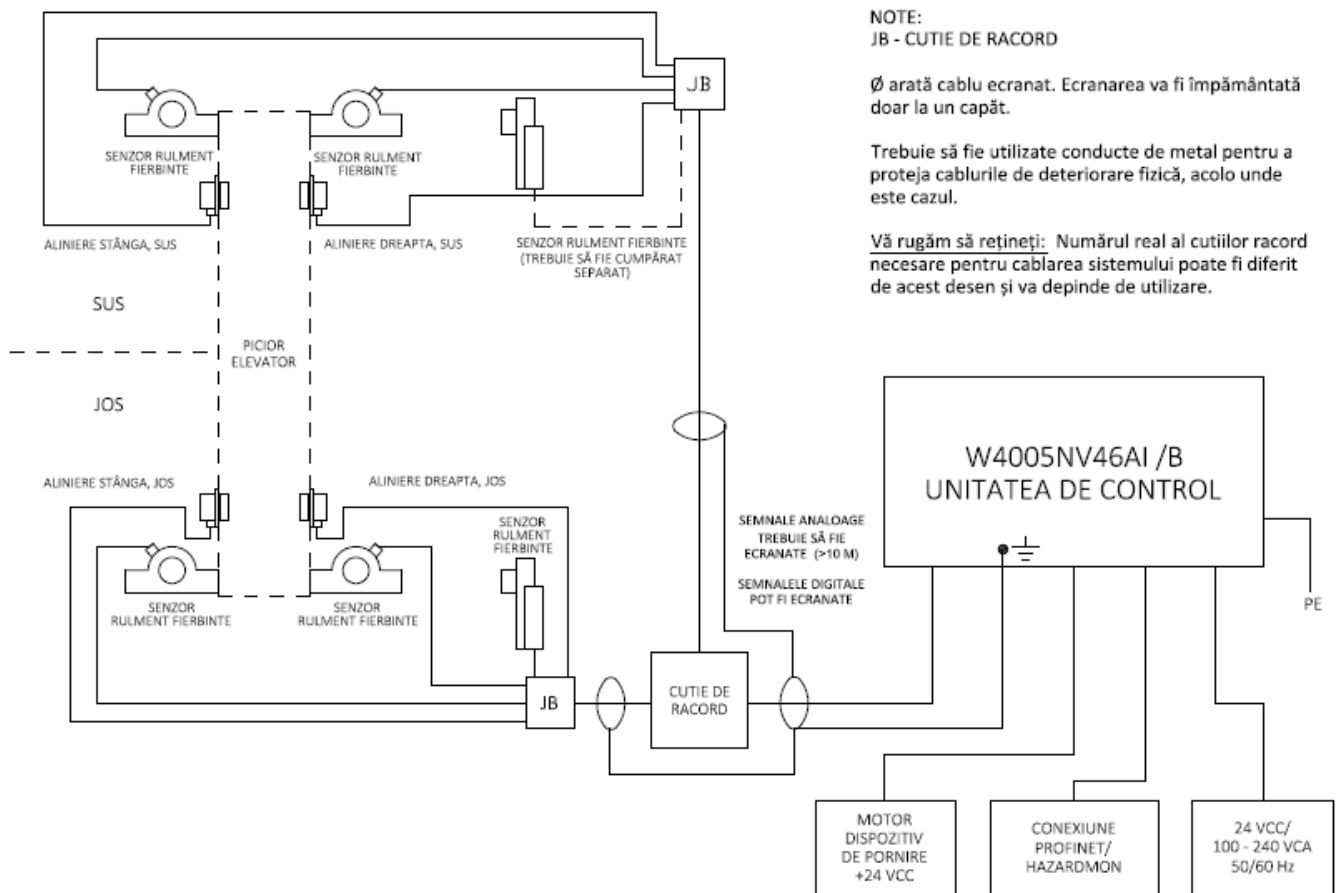 NOTE:
JB - CUTIE DE RACORD
Ø arată cablu ecranat. Ecranarea va fi împământată
doar la un capăt.
Trebuie să fie utilizate conducte de metal pentru a
proteja cablurile de deteriorare fizică, acolo unde
este cazul.
Vă rugăm să rețineți: Numărul real al cutiilor racord
necesare pentru cablarea sistemului poate fi diferit
de acest desen și va depinde de utilizare.
JB
SENZOR RULMENT
FIERBINTE
SENZOR RULMENT
FIERBINTE
ALINIERE STÂNGA, SUS
ALINIERE DREAPTA, SUS
SENZOR RULMENT FIERBINTE
(TREBUIE SĂ FIE CUMPĂRAT
SEPARAT)
SUS
PICIOR
ELEVATOR
JOS
ALINIERE STÂNGA, JOS
ALINIERE DREAPTA, JOS
SENZOR
RULMENT
FIERBINTE
SENZOR
RULMENT FIERBINTE
SENZOR
RULMENT FIERBINTE
JB
CUTIE DE
RACORD
SEMNALE ANALOAGE
TREBUIE SĂ FIE
ECRANATE (>10 M)
SEMNALELE DIGITALE
POT FI ECRANATE
W4005NV46AI /B
UNITATEA DE CONTROL
PE
MOTOR
DISPOZITIV
DE PORNIRE
+24 VCC
CONEXIUNE
PROFINET/
HAZARDMON
24 VCC/
100 - 240 VCA
50/60 Hz